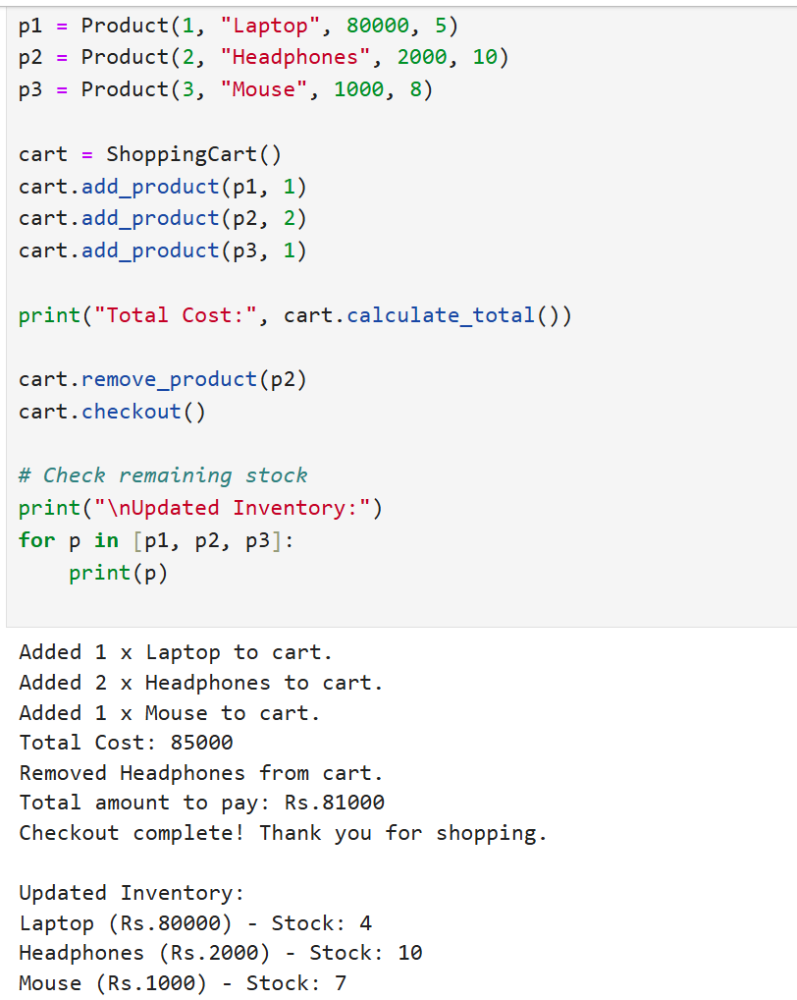 p1 = Product(1, "Laptop", 80000, 5)
p2 = Product(2, "Headphones", 2000, 10)
p3 = Product(3, "Mouse", 1000, 8)
cart = ShoppingCart()
cart.add_product(p1, 1)
cart.add_product(p2, 2)
cart.add_product(p3, 1)
print("Total Cost:", cart.calculate_total())
cart.remove_product(p2)
cart.checkout()
# Check remaining stock
print("\nUpdated Inventory:")
for p in [p1, p2, p3]:
    print(p)
Added 1 x Laptop to cart.
Added 2 x Headphones to cart.
Added 1 x Mouse to cart.
Total Cost: 85000
Removed Headphones from cart.
Total amount to pay: Rs.81000
Checkout complete! Thank you for shopping.
Updated Inventory:
Laptop (Rs.80000) - Stock: 4
Headphones (Rs.2000) - Stock: 10
Mouse (Rs.1000) - Stock: 7